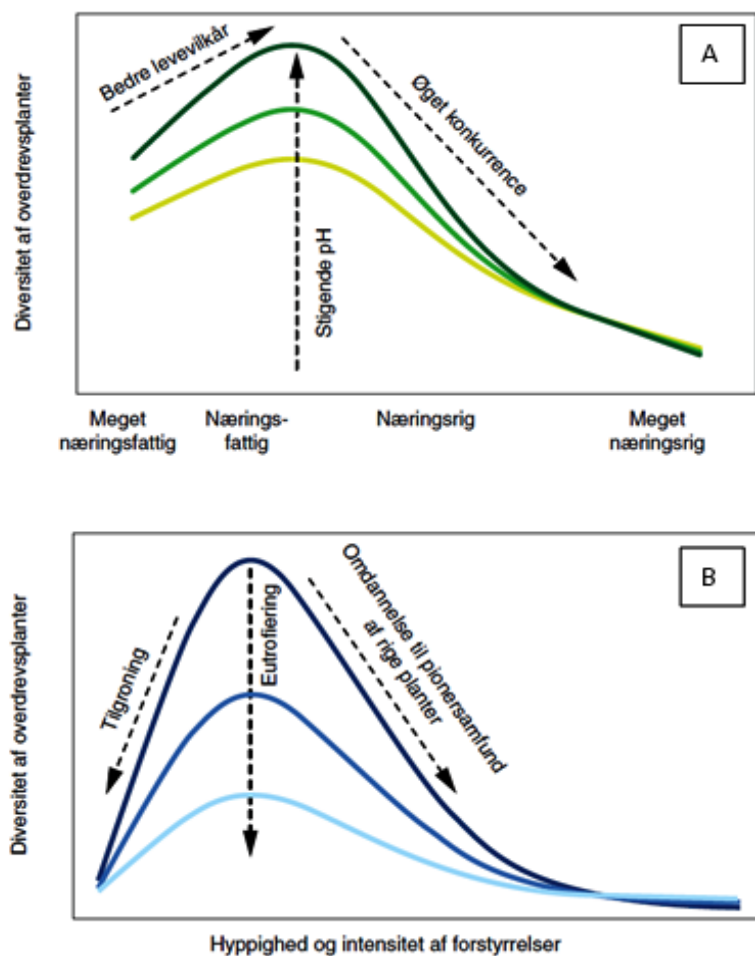 A
Bedre levevilkår
Øget konkurrence
Stigende pH
Diversitet af overdrevsplanter
Meget
næringsfattig
Nærings-
fattig
Næringsrig
Meget
næringsrig
B
Tilgroning
Eutrofiering
Omdannelse til pionersamfund
af rige planter
Diversitet af overdrevsplanter
Hyppighed og intensitet af forstyrrelser